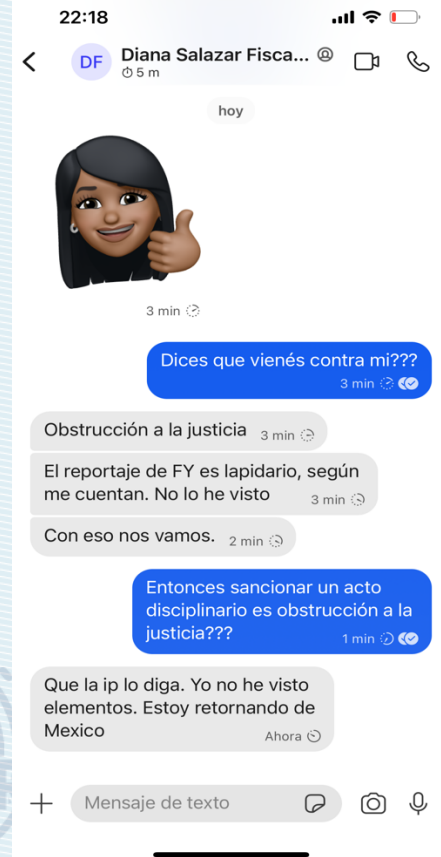 22:18
DF
Diana Salazar Fisca...
5 m
hoy
3 min
Dices que vienés contra mi???
3 min
Obstrucción a la justicia 3 min
El reportaje de FY es lapidario, según
me cuentan. No lo he visto 3 min
Con eso nos vamos. 2 min
Entonces sancionar un acto
disciplinario es obstrucción a la
justicia???
1 min
Que la ip lo diga. Yo no he visto
elementos. Estoy retornando de
Mexico
Ahora
Mensaje de texto